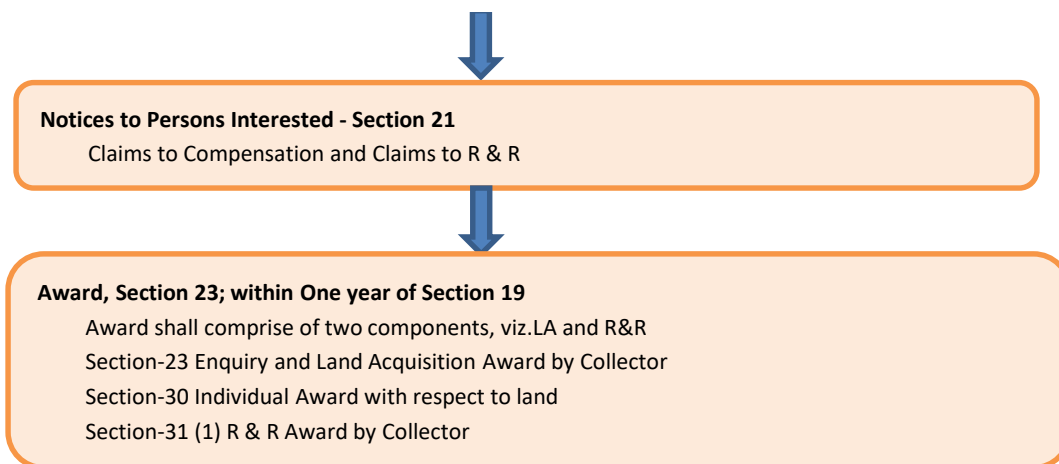 Notices to Persons Interested - Section 21
Claims to Compensation and Claims to R & R
Award, Section 23; within One year of Section 19
Award shall comprise of two components, viz.LA and R&R
Section-23 Enquiry and Land Acquisition Award by Collector
Section-30 Individual Award with respect to land
Section-31 (1) R & R Award by Collector